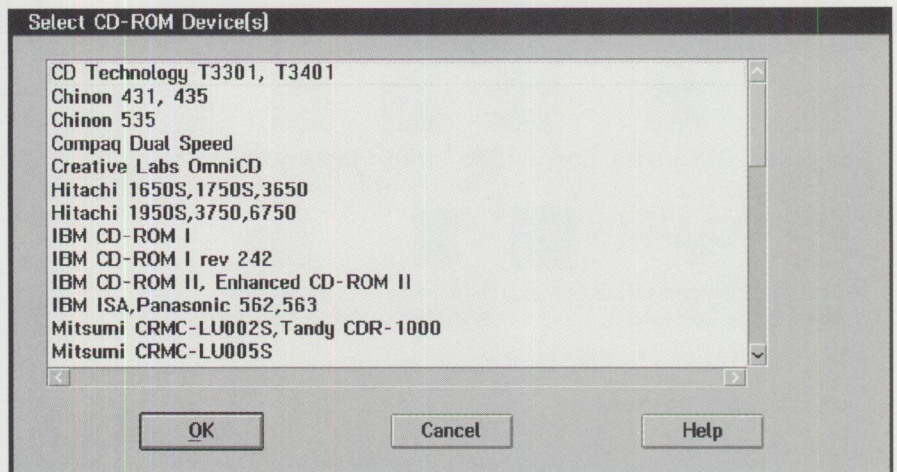 Select CD-ROM Device(s)
CD Technology T3301, T3401
Chinon 431, 435
Chinon 535
Compaq Dual Speed
Creative Labs OmniCD
Hitachi 1650S,1750S,3650
Hitachi 1950S,3750,6750
IBM CD-ROM I
IBM CD-ROM I rev 242
IBM CD-ROM II, Enhanced CD-ROM II
IBM ISA,Panasonic 562,563
Mitsumi CRMC-LU002S,Tandy CDR-1000
Mitsumi CRMC-LU005S
OK
Cancel
Help